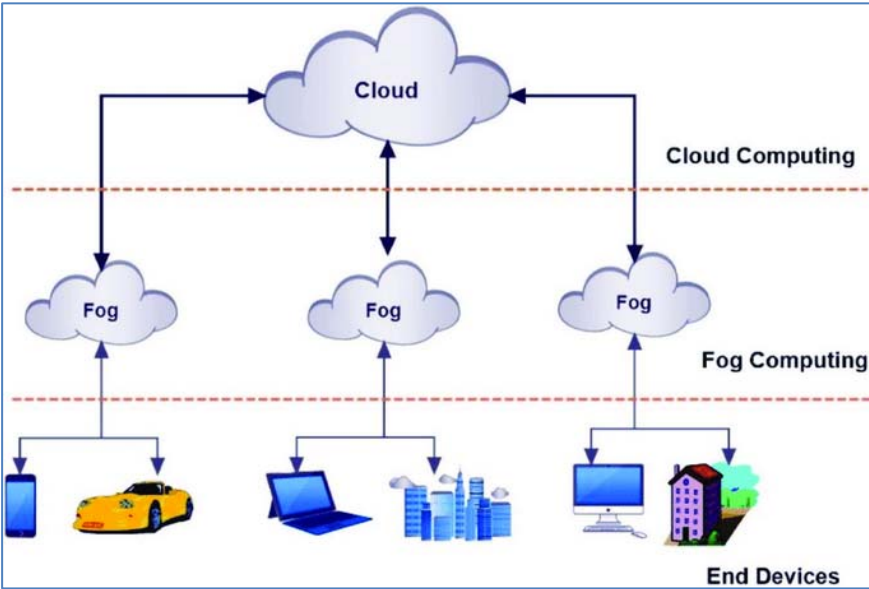 Cloud
Cloud Computing
Fog
Fog
Fog
Fog Computing
End Devices